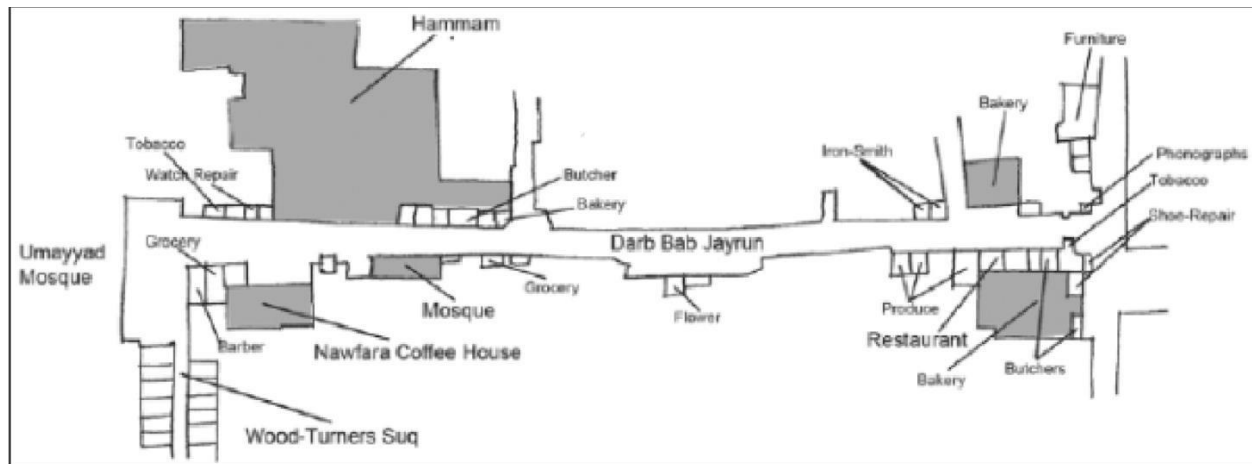 Hammam
Furniture
Bakery
Tobacco
Iron-Smith
Phonographs
Watch Repair
Butcher
Tobacco
Bakery
Shoe-Repair
Umayyad
Mosque
Grocery
Darb Bab Jayrun
Mosque
Grocery
Flower
Produce
Restaurant
Barber
Nawfara Coffee House
Bakery
Butchers
Wood-Turners Suq